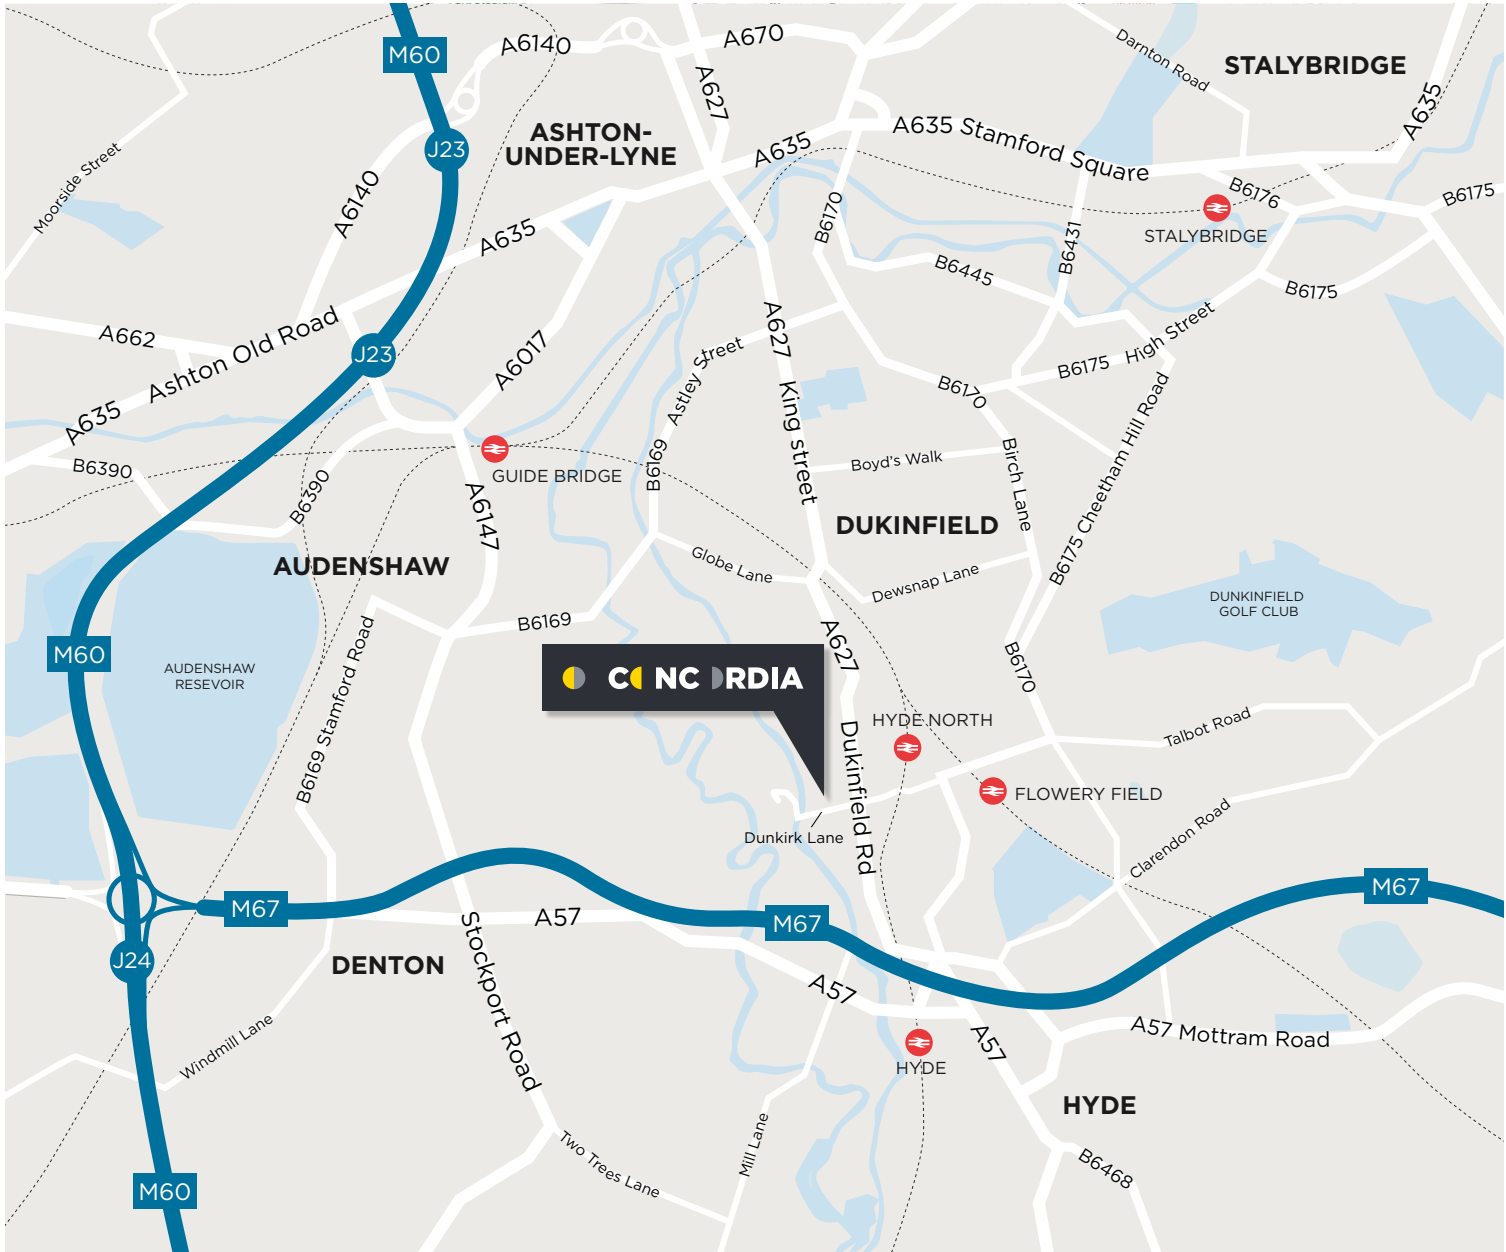 M60
A6140
A670
Darnton Road
STALYBRIDGE
A627
A635
ASHTON-
UNDER-LYNE
J23
A635
A635 Stamford Square
Moorside Street
A6140
B6176
B6175
STALYBRIDGE
B6170
A635
B6431
B6445
B6175
A662
Ashton Old Road
J23
A6017
A627
Astley Street
High Street
B6175
B6170
A635
King street
B6175 Cheetham Hill Road
B6390
GUIDE BRIDGE
B6169
Boyd's Walk
Birch Lane
B6390
A6147
DUKINFIELD
AUDENSHAW
Globe Lane
Dewsnap Lane
DUNKINFIELD
GOLF CLUB
B6169
A627
M60
AUDENSHAW
RESEVOIR
B6169 Stamford Road
CONCORDIA
B6170
HYDE NORTH
Talbot Road
Dukinfield Rd
FLOWERY FIELD
Dunkirk Lane
Clarendon Road
M67
M67
A57
M67
J24
DENTON
Stockport Road
A57
Windmill Lane
A57
A57 Mottram Road
HYDE
HYDE
Mill Lane
Two Trees Lane
B6468
M60